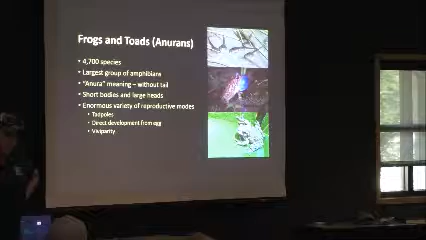 Frogs and Toads (Anurans)
• 4,700 species
• Largest group of amphibians
• "Anura" meaning – without tail
• Short bodies and large heads
• Enormous variety of reproductive modes
• Tadpoles
• Direct development from egg
• Viviparity